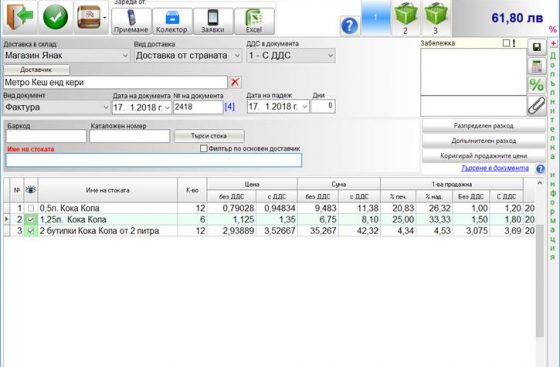 Зареди от:
Приемане Колектор Заявки Excel
1 2 3
61,80 лв
%
Доставка в склад: Вид доставка ДДС в документа
Магазин Янак Доставка от страната 1 - С ДДС
Забележка !
Доставчик
Метро Кеш енд кери
Вид документ Дата на документа № на документа Дата на падеж Дни
Фактура 17. 1.2018 г. 2418 [4] 17. 1.2018 г. 0
Баркод Каталожен номер
Търси стока
Име на стоката Филтър по основен доставчик
Разпределен разход
Допълнителен разход
Коригирай продажните цени
Търсене в документа
Допълнителна информация
№ Име на стоката К-во Цена Сума 1-ва продажна
без ДДС с ДДС без ДДС с ДДС % печ. % над. Без ДДС С ДДС
1 0,5л. Кока Кола 12 0,79028 0,94834 9,483 11,38 20,83 26,32 1,00 1,20 20
2 1,25л. Кока Кола 6 1,125 1,35 6,75 8,10 25,00 33,33 1,50 1,80 20
3 2 бутилки Кока Кола от 2 литра 12 2,93889 3,52667 35,267 42,32 4,34 4,53 3,075 3,69 20